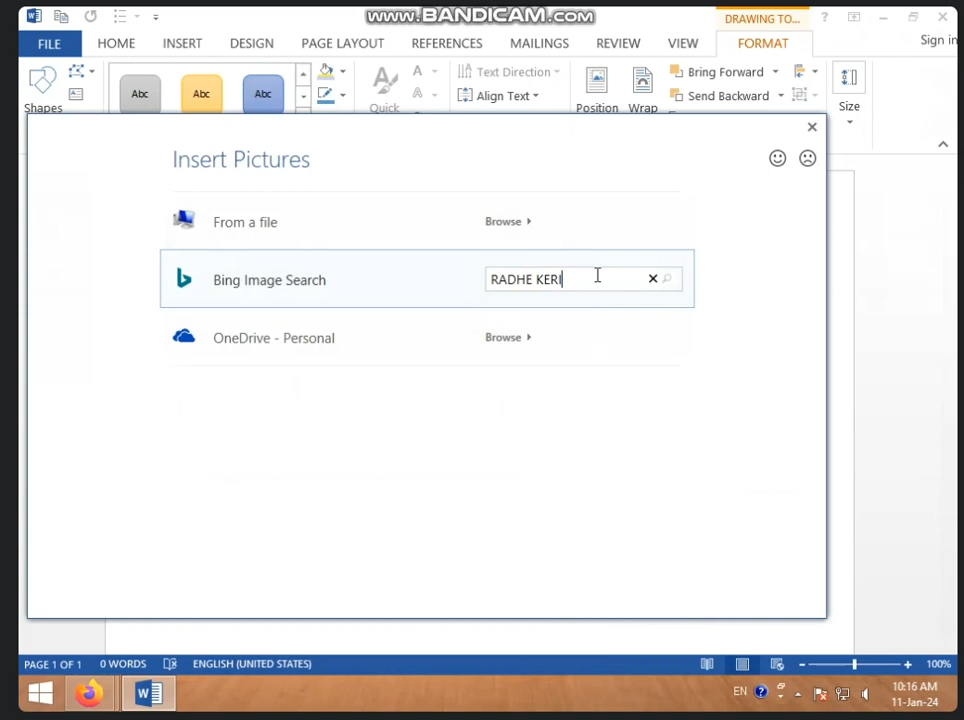 www.BANDICAM.com
DRAWING TO...
?
FILE
HOME
INSERT
DESIGN
PAGE LAYOUT
REFERENCES
MAILINGS
REVIEW
VIEW
FORMAT
Sign in
Shapes
Abc
Abc
Abc
Quick
A
A
Text Direction
Align Text
Position
Wrap
Bring Forward
Send Backward
Size
Insert Pictures
From a file
Browse
Bing Image Search
RADHE KERI
OneDrive - Personal
Browse
PAGE 1 OF 1
0 WORDS
ENGLISH (UNITED STATES)
100%
EN
10:16 AM
11-Jan-24